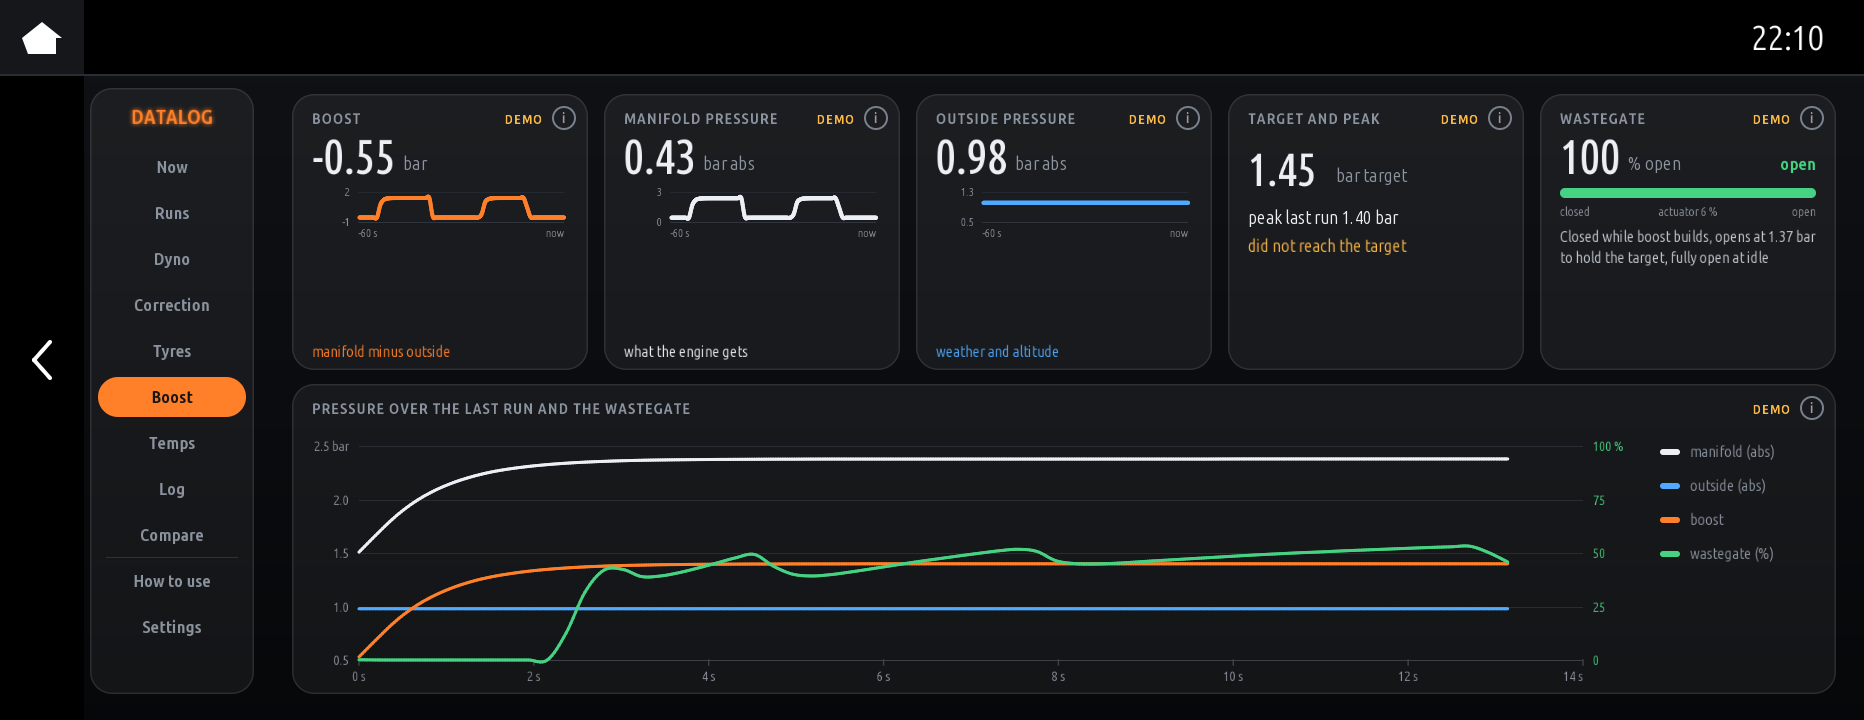 22:10
DATALOG
Now
Runs
Dyno
Correction
Tyres
Boost
Temps
Log
Compare
How to use
Settings
BOOST DEMO i
-0.55 bar
2
-1
-60 s now
manifold minus outside
MANIFOLD PRESSURE DEMO i
0.43 bar abs
3
0
-60 s now
what the engine gets
OUTSIDE PRESSURE DEMO i
0.98 bar abs
1.3
0.5
-60 s now
weather and altitude
TARGET AND PEAK DEMO i
1.45 bar target
peak last run 1.40 bar
did not reach the target
WASTEGATE DEMO i
100 % open open
closed actuator 6 % open
Closed while boost builds, opens at 1.37 bar
to hold the target, fully open at idle
PRESSURE OVER THE LAST RUN AND THE WASTEGATE DEMO i
2.5 bar 100 %
2.0 75
1.5 50
1.0 25
0.5 0
0 s 2 s 4 s 6 s 8 s 10 s 12 s 14 s
manifold (abs)
outside (abs)
boost
wastegate (%)